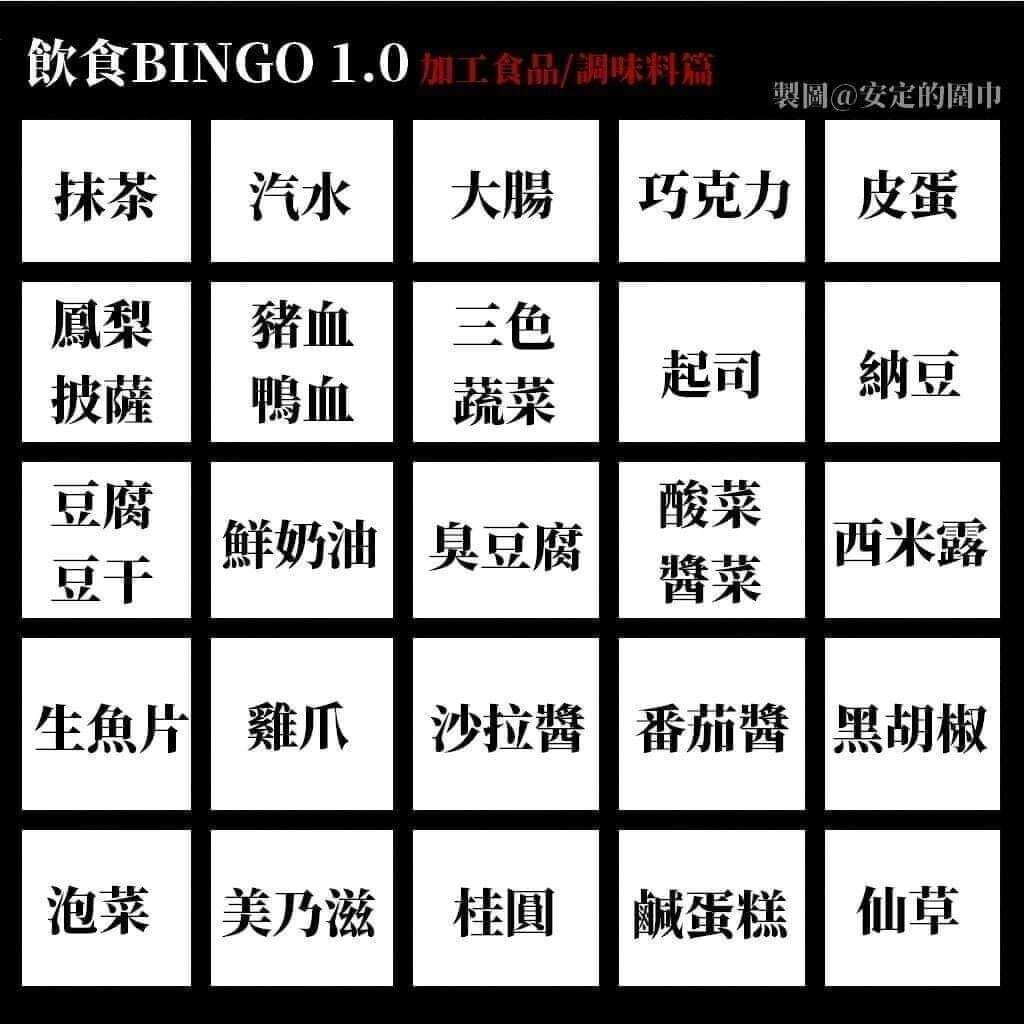 飲食BINGO 1.0 加工食品/調味料篇
製圖@安定的圍巾
抹茶
汽水
大腸
巧克力
皮蛋
鳳梨
披薩
豬血
鴨血
三色
蔬菜
起司
納豆
豆腐
豆干
鮮奶油
臭豆腐
酸菜
醬菜
西米露
生魚片
雞爪
沙拉醬
番茄醬
黑胡椒
泡菜
美乃滋
桂圓
鹹蛋糕
仙草